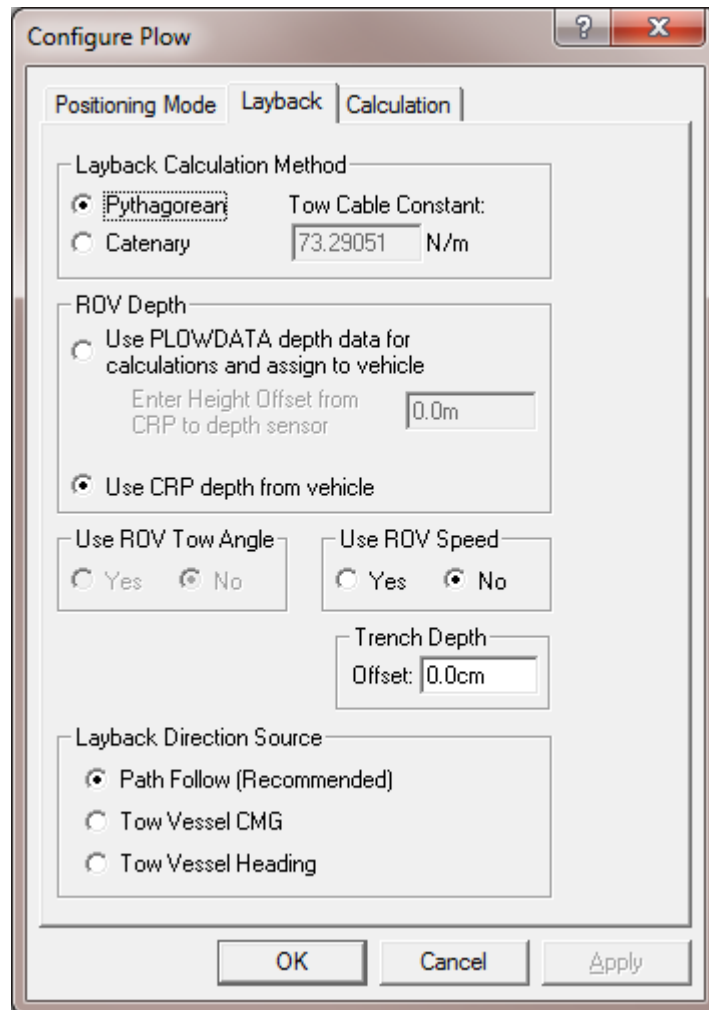 Configure Plow
?
X
Positioning Mode Layback Calculation
Layback Calculation Method
Pythagorean Tow Cable Constant:
Catenary 73.29051 N/m
ROV Depth
Use PLOWDATA depth data for
calculations and assign to vehicle
Enter Height Offset from
CRP to depth sensor
0.0m
Use CRP depth from vehicle
Use ROV Tow Angle Use ROV Speed
Yes No Yes No
Trench Depth
Offset: 0.0cm
Layback Direction Source
Path Follow (Recommended)
Tow Vessel CMG
Tow Vessel Heading
OK Cancel Apply